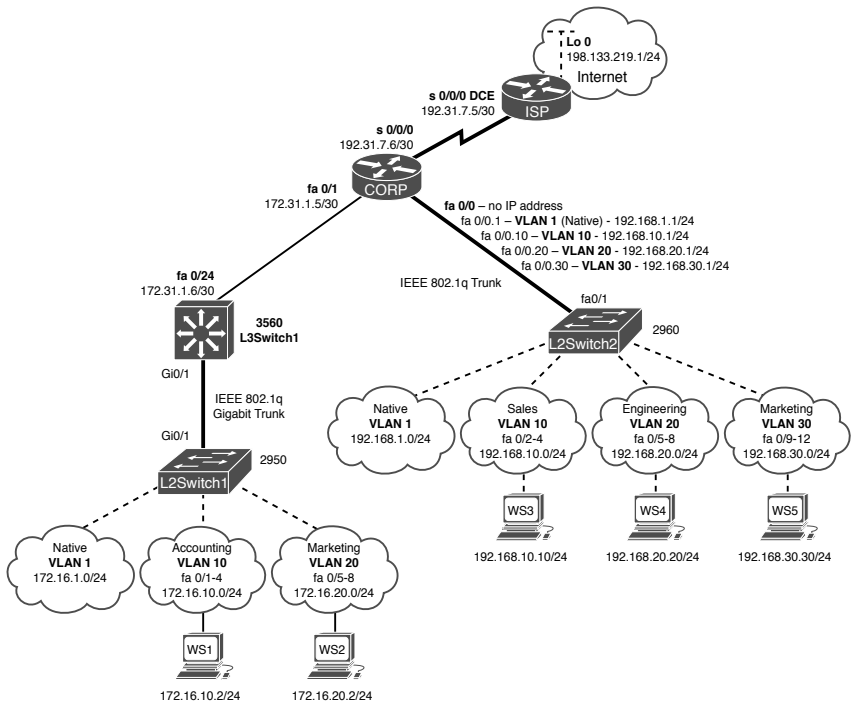 Lo 0
198.133.219.1/24
Internet
s 0/0/0 DCE
192.31.7.5/30
ISP
s 0/0/0
192.31.7.6/30
CORP
fa 0/1
172.31.1.5/30
fa 0/0 – no IP address
fa 0/0.1 – VLAN 1 (Native) - 192.168.1.1/24
fa 0/0.10 – VLAN 10 - 192.168.10.1/24
fa 0/0.20 – VLAN 20 - 192.168.20.1/24
fa 0/0.30 – VLAN 30 - 192.168.30.1/24
IEEE 802.1q Trunk
fa 0/24
172.31.1.6/30
3560
L3Switch1
Gi0/1
IEEE 802.1q
Gigabit Trunk
Gi0/1
2950
L2Switch1
fa0/1
2960
L2Switch2
Native
VLAN 1
192.168.1.0/24
Sales
VLAN 10
fa 0/2-4
192.168.10.0/24
Engineering
VLAN 20
fa 0/5-8
192.168.20.0/24
Marketing
VLAN 30
fa 0/9-12
192.168.30.0/24
WS3
192.168.10.10/24
WS4
192.168.20.20/24
WS5
192.168.30.30/24
Native
VLAN 1
172.16.1.0/24
Accounting
VLAN 10
fa 0/1-4
172.16.10.0/24
Marketing
VLAN 20
fa 0/5-8
172.16.20.0/24
WS1
172.16.10.2/24
WS2
172.16.20.2/24